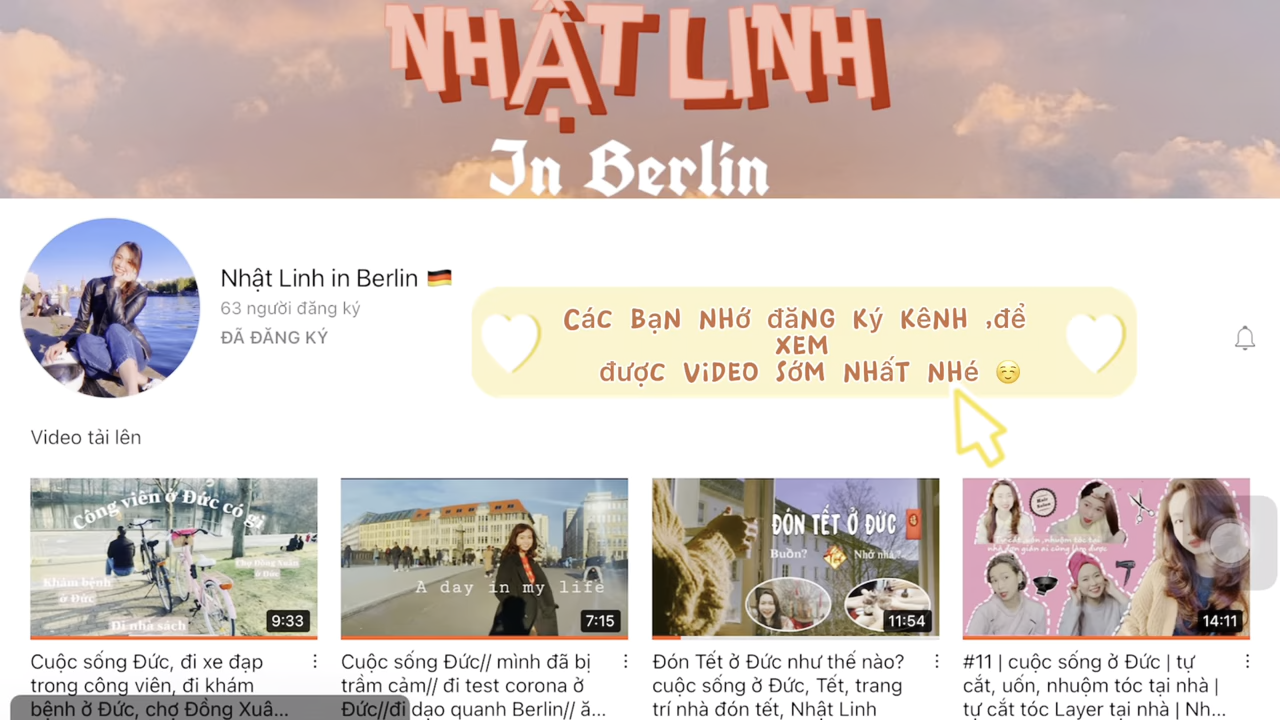 NHẬT LINH
In Berlin
Nhật Linh in Berlin 🇩🇪
63 người đăng ký
ĐÃ ĐĂNG KÝ
Các Bạn NHớ đăNG Ký KêNH ,để
XEM
được ViDEO SớM NHấT NHé ☺️
Video tải lên
Công viên ở Đức có gì
Chợ Đồng Xuân
ở Đức
Khám bệnh
ở Đức
Đi nhà sách
9:33
A day in my life
7:15
ĐÓN TẾT Ở ĐỨC
Buồn?
Nhớ nhà?
11:54
14:11
Cuộc sống Đức, đi xe đạp
trong công viên, đi khám
bệnh ở Đức, chợ Đồng Xuâ...
Cuộc sống Đức// mình đã bị
trầm cảm// đi test corona ở
Đức//đi dạo quanh Berlin// ă...
Đón Tết ở Đức như thế nào?
cuộc sống ở Đức, Tết, trang
trí nhà đón tết, Nhật Linh
#11 | cuộc sống ở Đức | tự
cắt, uốn, nhuộm tóc tại nhà |
tự cắt tóc Layer tại nhà | Nh...